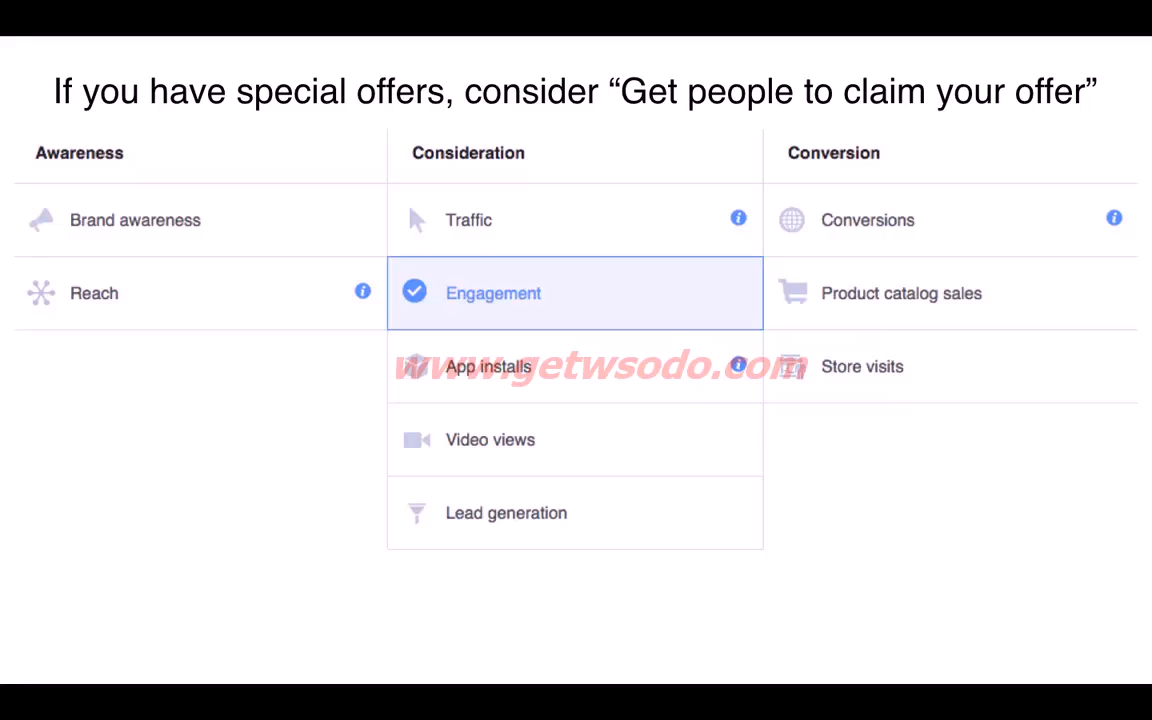 If you have special offers, consider “Get people to claim your offer”
Awareness
Consideration
Conversion
Brand awareness
Traffic
Conversions
Reach
Engagement
Product catalog sales
App installs
Store visits
www.getwsodo.com
Video views
Lead generation